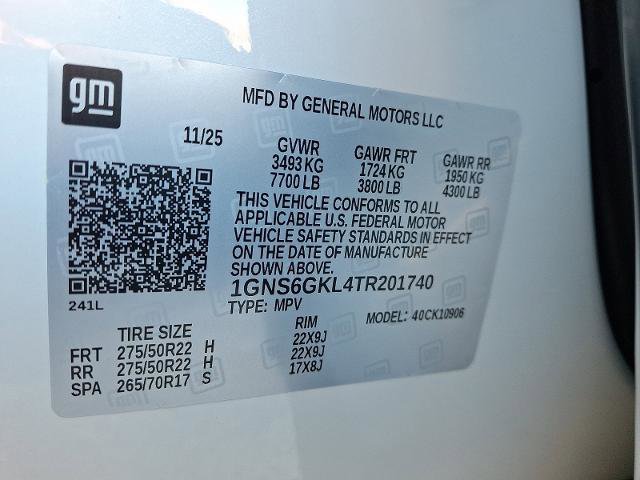 gm
MFD BY GENERAL MOTORS LLC
11/25
GVWR
3493 KG
7700 LB
GAWR FRT
1724 KG
3800 LB
GAWR RR
1950 KG
4300 LB
THIS VEHICLE CONFORMS TO ALL
APPLICABLE U.S. FEDERAL MOTOR
VEHICLE SAFETY STANDARDS IN EFFECT
ON THE DATE OF MANUFACTURE
SHOWN ABOVE.
1GNS6GKL4TR201740
TYPE: MPV
MODEL: 40CK10906
241L
TIRE SIZE
RIM
FRT 275/50R22 H 22X9J
RR 275/50R22 H 22X9J
SPA 265/70R17 S 17X8J